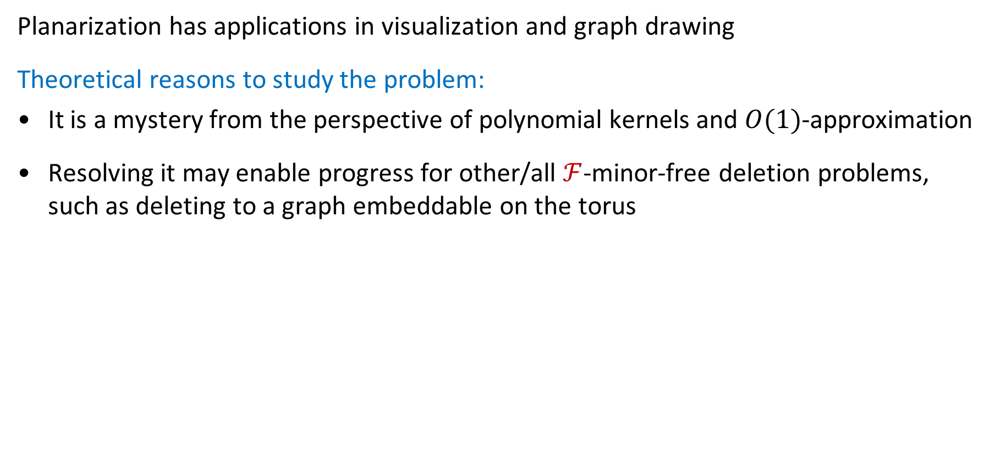 Planarization has applications in visualization and graph drawing
Theoretical reasons to study the problem:
• It is a mystery from the perspective of polynomial kernels and 𝑂(1)-approximation
• Resolving it may enable progress for other/all ℱ-minor-free deletion problems,
such as deleting to a graph embeddable on the torus